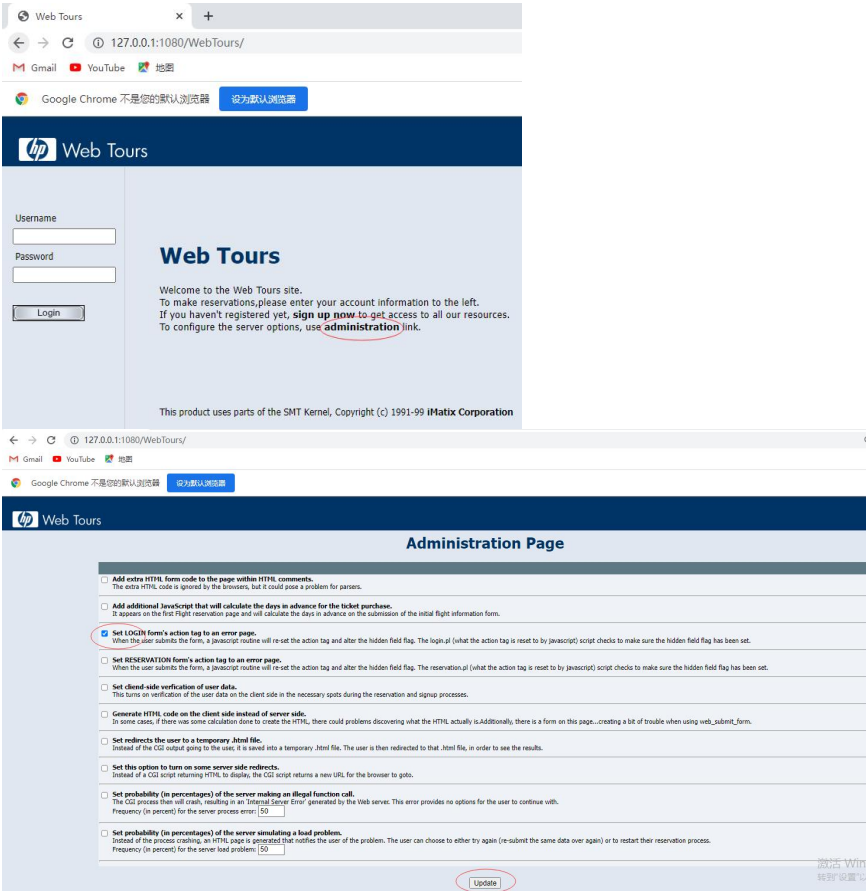 Web Tours
127.0.0.1:1080/WebTours/
Gmail YouTube 地图
Google Chrome 不是您的默认浏览器 设为默认浏览器
hp Web Tours
Username
Password
Login
Web Tours
Welcome to the Web Tours site.
To make reservations,please enter your account information to the left.
If you haven't registered yet, sign up now to get access to all our resources.
To configure the server options, use administration link.
This product uses parts of the SMT Kernel, Copyright (c) 1991-99 iMatix Corporation
127.0.0.1:1080/WebTours/
Gmail YouTube 地图
Google Chrome 不是您的默认浏览器 设为默认浏览器
hp Web Tours
Administration Page
Add extra HTML form code to the page within HTML comments.
The extra HTML code is ignored by the browsers, but it could pose a problem for parsers.
Add additional JavaScript that will calculate the days in advance for the ticket purchase.
It appears on the first Flight reservation page and will calculate the days in advance on the submission of the initial flight information form.
Set LOGIN form's action tag to an error page.
When the user submits the form, a javascript routine will re-set the action tag and alter the hidden field flag. The login.pl (what the action tag is reset to by javascript) script checks to make sure the hidden field flag has been set.
Set RESERVATION form's action tag to an error page.
When the user submits the form, a javascript routine will re-set the action tag and alter the hidden field flag. The reservation.pl (what the action tag is reset to by javascript) script checks to make sure the hidden field flag has been set.
Set cliend-side verfication of user data.
This turns on verification of the user data on the client side in the necessary spots during the reservation and signup processes.
Generate HTML code on the client side instead of server side.
In some cases, if there was some calculation done to create the HTML, there could problems discovering what the HTML actually is.Additionally, there is a form on this page...creating a bit of trouble when using web_submit_form.
Set redirects the user to a temporary .html file.
Instead of the CGI output going to the user, it is saved into a temporary .html file. The user is then redirected to that .html file, in order to see the results.
Set this option to turn on some server side redirects.
Instead of a CGI script returning HTML to display, the CGI script returns a new URL for the browser to goto.
Set probability (in percentages) of the server making an illegal function call.
The CGI process then will crash, resulting in an 'Internal Server Error' generated by the Web server. This error provides no options for the user to continue with.
Frequency (in percent) for the server process error: 50
Set probability (in percentages) of the server simulating a load problem.
Instead of the process crashing, an HTML page is generated that notifies the user of the problem. The user can choose to either try again (re-submit the same data over again) or to restart their reservation process.
Frequency (in percent) for the server load problem: 50
激活 Win
转到"设置"以
Update